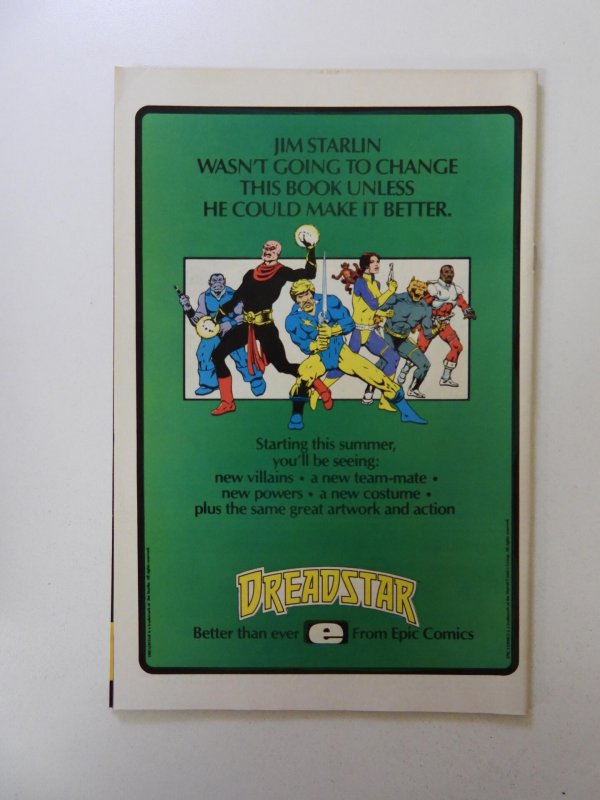 JIM STARLIN
WASN'T GOING TO CHANGE
THIS BOOK UNLESS
HE COULD MAKE IT BETTER.
Starting this summer,
you'll be seeing:
new villains • a new team-mate •
new powers • a new costume •
plus the same great artwork and action
DREADSTAR
Better than ever e From Epic Comics